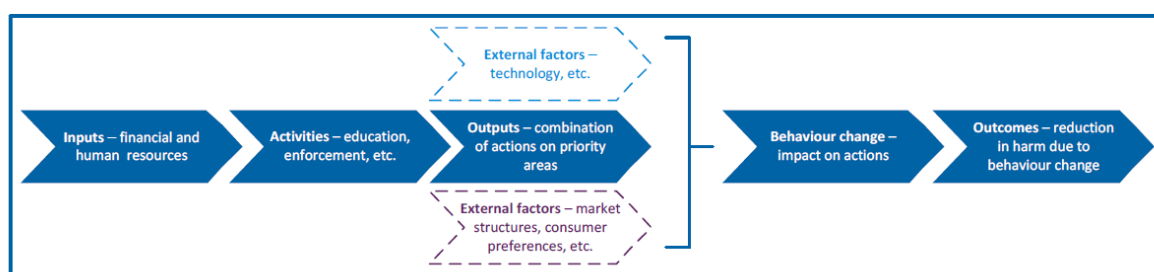 External factors –
technology, etc.
Inputs – financial and
human resources
Activities – education,
enforcement, etc.
Outputs – combination
of actions on priority
areas
Behaviour change –
impact on actions
Outcomes – reduction
in harm due to
behaviour change
External factors – market
structures, consumer
preferences, etc.